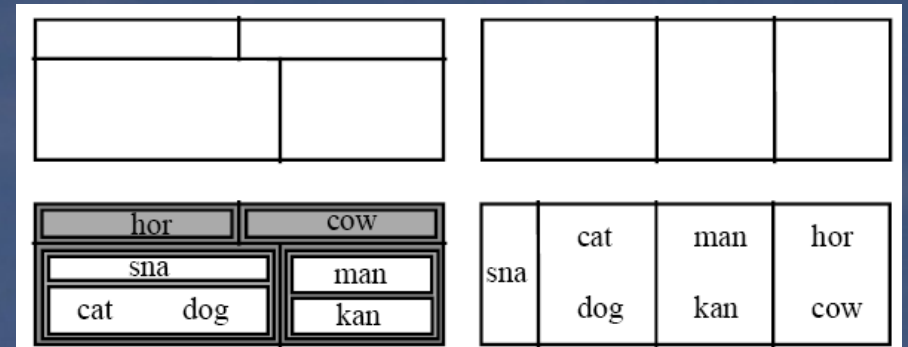 hor cow
sna
cat dog
man
kan
sna
cat man hor
dog kan cow